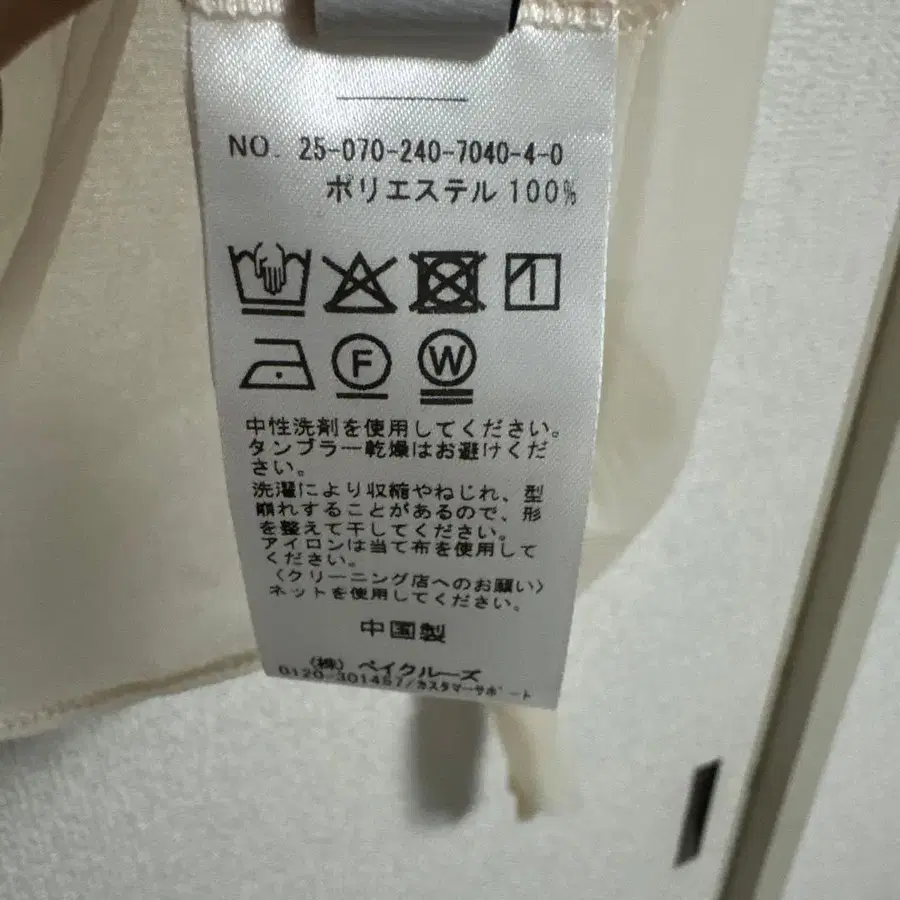 NO. 25-070-240-7040-4-0
ポリエステル 100%
F W
中性洗剤を使用してください。
タンブラー乾燥はお避けくだ
さい。
洗濯により収縮やねじれ、型
崩れすることがあるので、形
を整えて干してください。
アイロンは当て布を使用して
ください。
〈クリーニング店へのお願い〉
ネットを使用してください。
中国製
(株) ベイクルーズ
0120-301457/カスタマーサポート